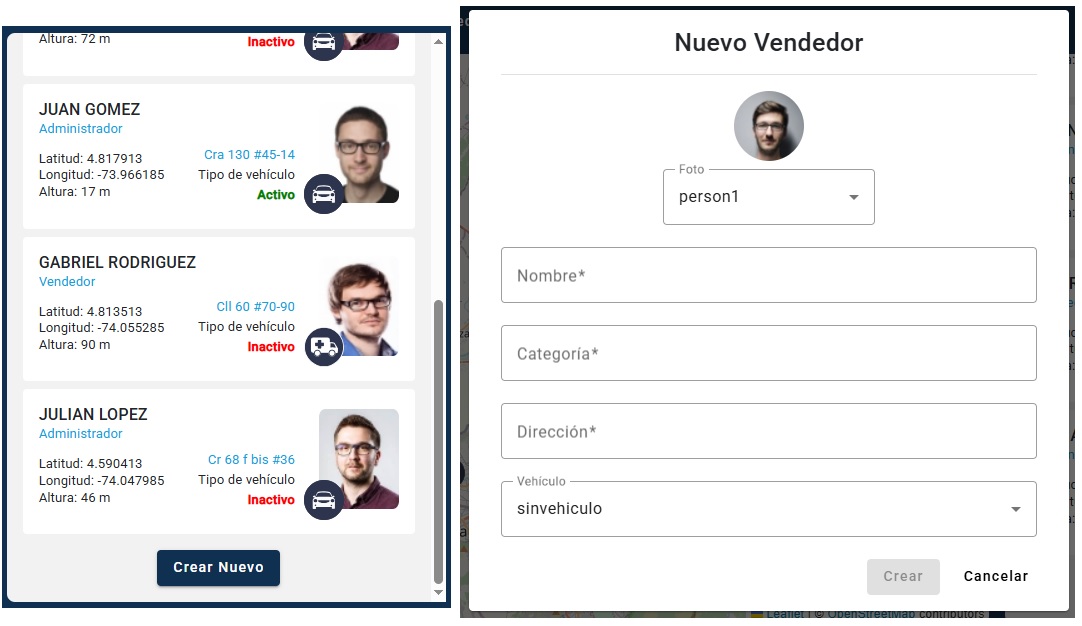 Altura: 72 m
Inactivo
JUAN GOMEZ
Administrador
Latitud: 4.817913
Cra 130 #45-14
Longitud: -73.966185
Tipo de vehículo
Altura: 17 m
Activo
GABRIEL RODRIGUEZ
Vendedor
Latitud: 4.813513
Cll 60 #70-90
Longitud: -74.055285
Tipo de vehículo
Altura: 90 m
Inactivo
JULIAN LOPEZ
Administrador
Latitud: 4.590413
Cr 68 f bis #36
Longitud: -74.047985
Tipo de vehículo
Altura: 46 m
Inactivo
Crear Nuevo
Nuevo Vendedor
Foto
person1
Nombre*
Categoría*
Dirección*
Vehículo
sinvehiculo
Crear
Cancelar
Leaflet | © OpenStreetMap contributors